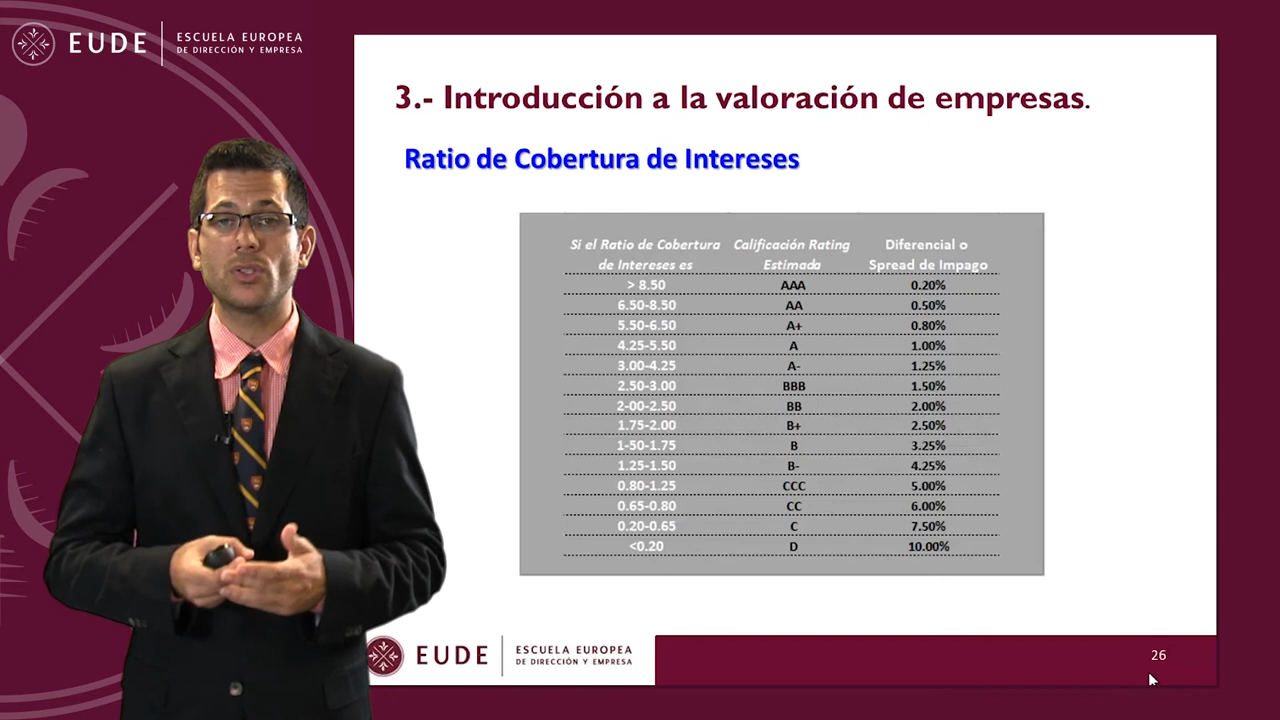 EUDE
ESCUELA EUROPEA
DE DIRECCIÓN Y EMPRESA
3.- Introducción a la valoración de empresas.
Ratio de Cobertura de Intereses
Si el Ratio de Cobertura de Intereses es | Calificación Rating Estimada | Diferencial o Spread de Impago
> 8.50 AAA 0.20%
6.50-8.50 AA 0.50%
5.50-6.50 A+ 0.80%
4.25-5.50 A 1.00%
3.00-4.25 A- 1.25%
2.50-3.00 BBB 1.50%
2-00-2.50 BB 2.00%
1.75-2.00 B+ 2.50%
1-50-1.75 B 3.25%
1.25-1.50 B- 4.25%
0.80-1.25 CCC 5.00%
0.65-0.80 CC 6.00%
0.20-0.65 C 7.50%
<0.20 D 10.00%
EUDE
ESCUELA EUROPEA
DE DIRECCIÓN Y EMPRESA
26